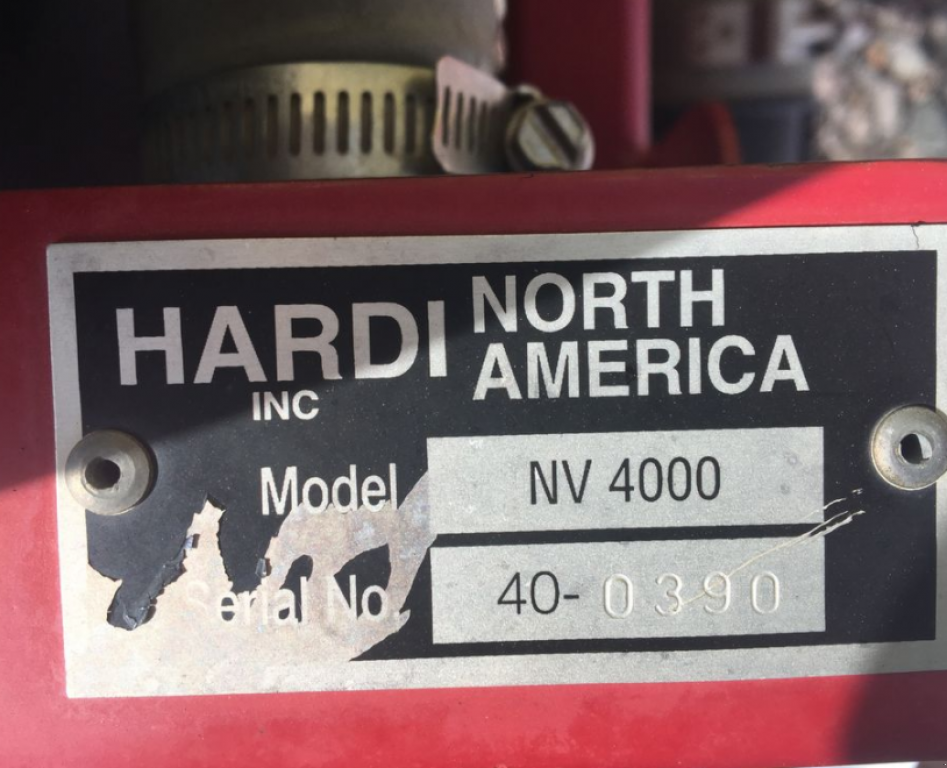 HARDI NORTH AMERICA
INC
Model NV 4000
Serial No. 40-0390